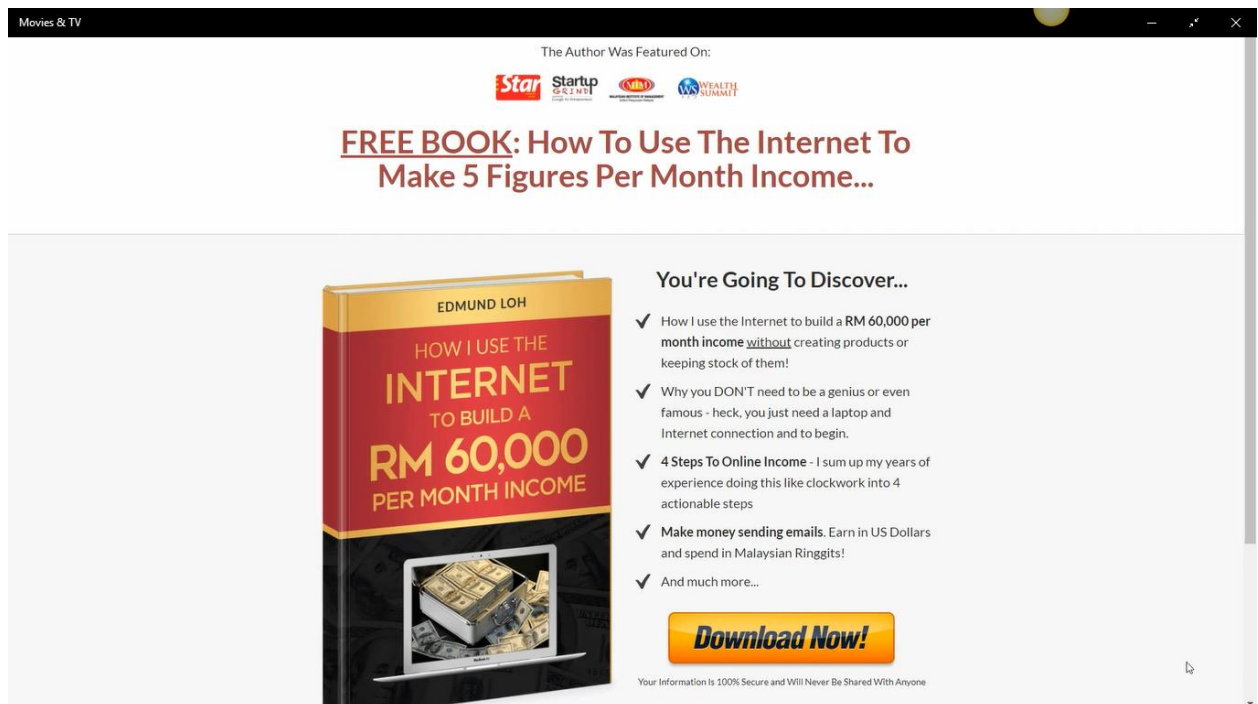 Movies & TV
The Author Was Featured On:
Star
Startup
GRIND
MIM
MALAYSIAN INSTITUTE OF MANAGEMENT
WS WEALTH
SUMMIT
FREE BOOK: How To Use The Internet To
Make 5 Figures Per Month Income...
EDMUND LOH
HOW I USE THE
INTERNET
TO BUILD A
RM 60,000
PER MONTH INCOME
You're Going To Discover...
How I use the Internet to build a RM 60,000 per
month income without creating products or
keeping stock of them!
Why you DON'T need to be a genius or even
famous - heck, you just need a laptop and
Internet connection and to begin.
4 Steps To Online Income - I sum up my years of
experience doing this like clockwork into 4
actionable steps
Make money sending emails. Earn in US Dollars
and spend in Malaysian Ringgits!
And much more...
Download Now!
Your Information Is 100% Secure and Will Never Be Shared With Anyone